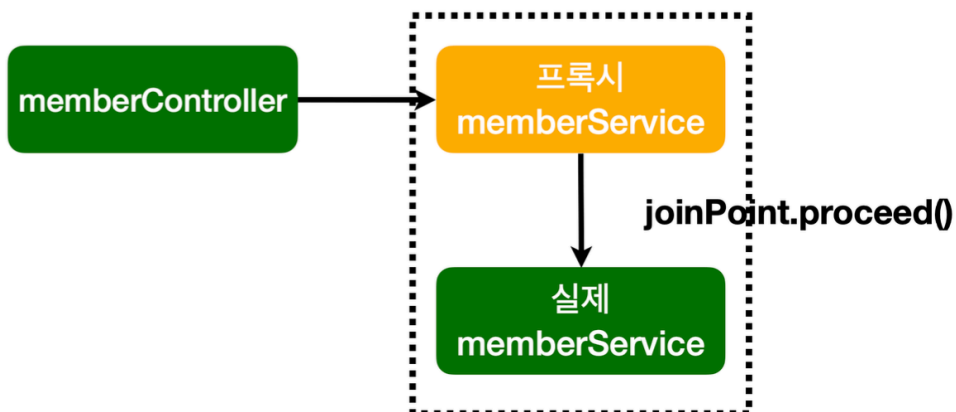 memberController
프록시
memberService
joinPoint.proceed()
실제
memberService